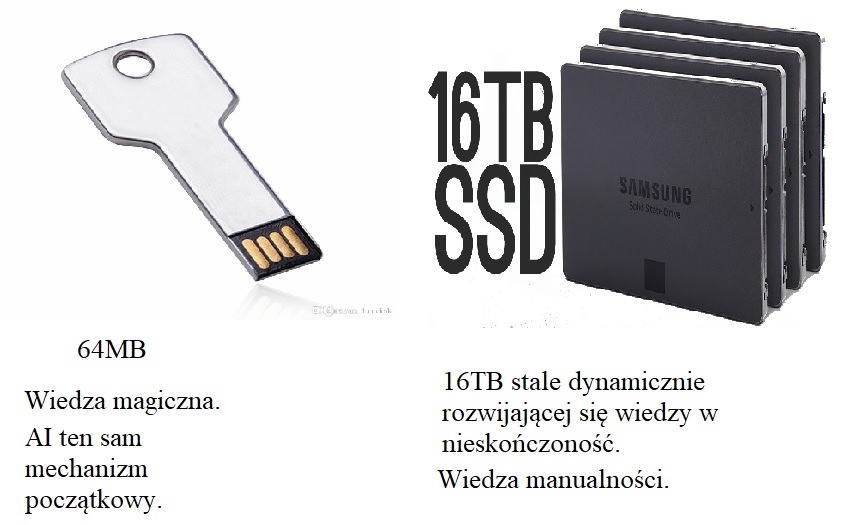 16TB
SSD
SAMSUNG
Solid State Drive
64MB
Wiedza magiczna.
AI ten sam
mechanizm
początkowy.
16TB stale dynamicznie
rozwijającej się wiedzy w
nieskończoność.
Wiedza manualności.